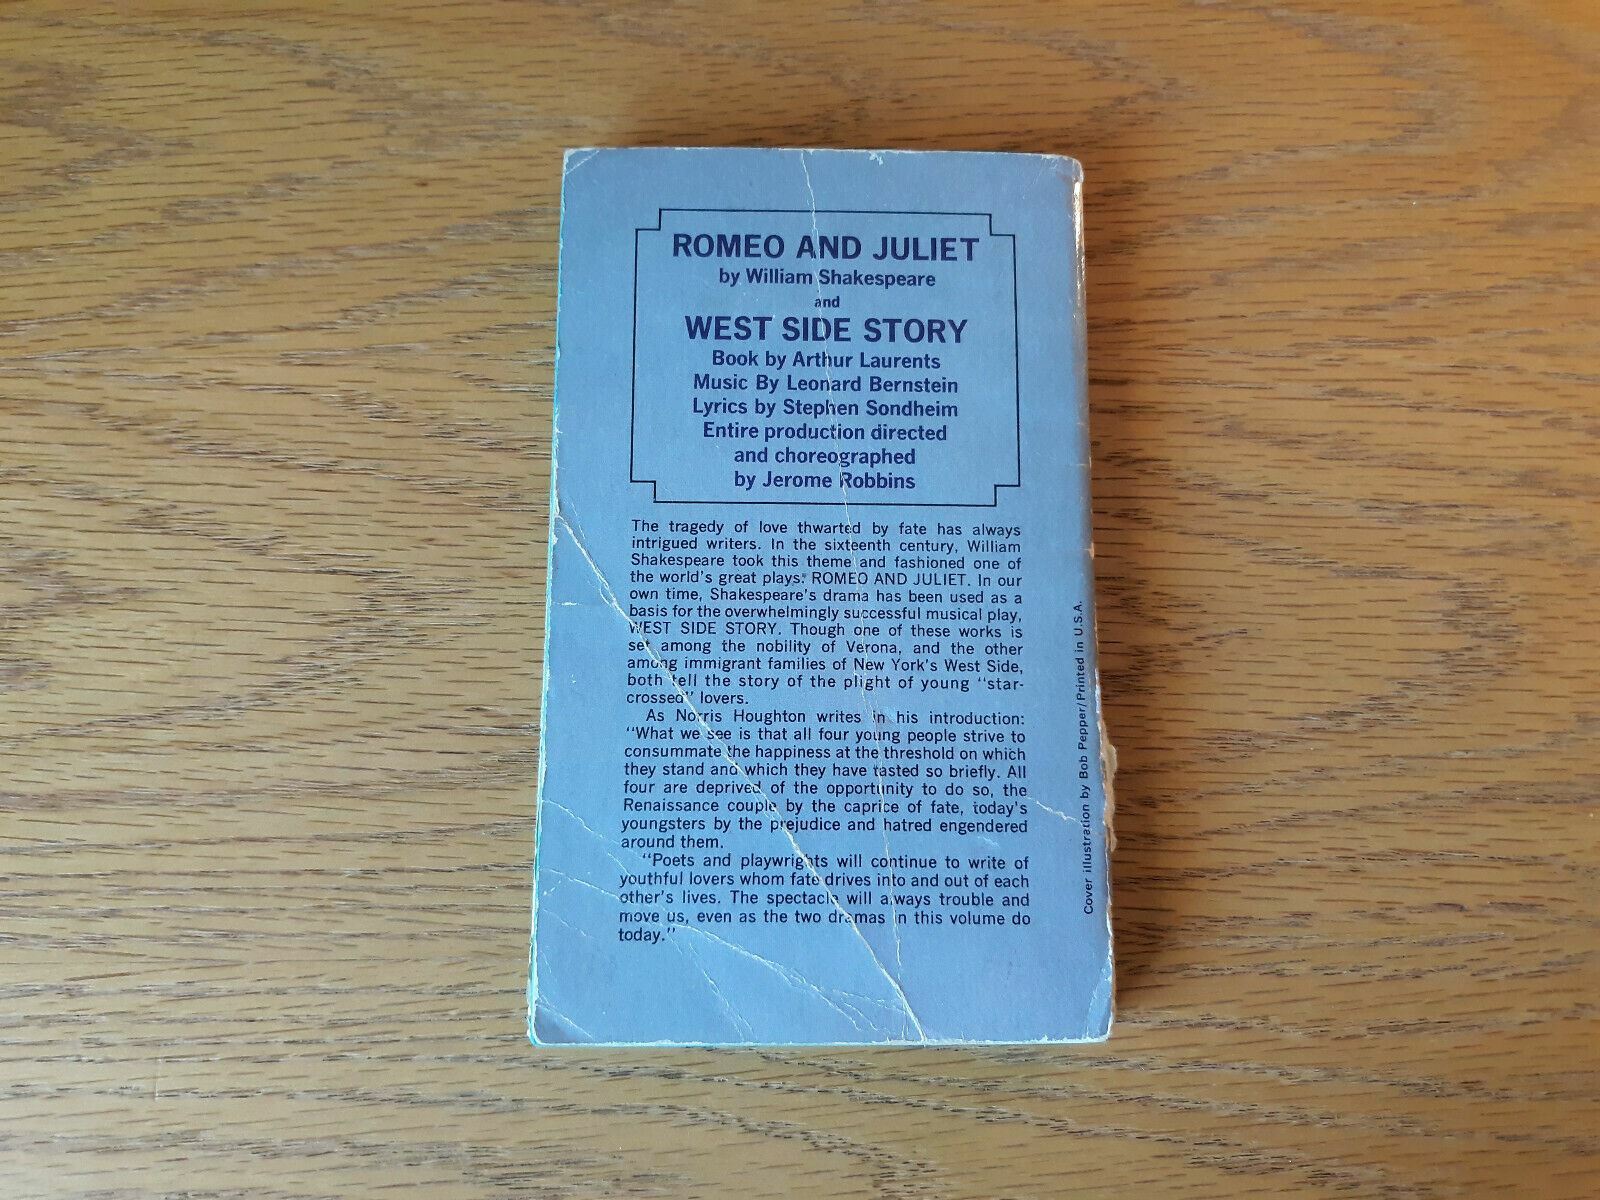 ROMEO AND JULIET
by William Shakespeare
and
WEST SIDE STORY
Book by Arthur Laurents
Music By Leonard Bernstein
Lyrics by Stephen Sondheim
Entire production directed
and choreographed
by Jerome Robbins
The tragedy of love thwarted by fate has always
intrigued writers. In the sixteenth century, William
Shakespeare took this theme and fashioned one of
the world's great plays: ROMEO AND JULIET. In our
own time, Shakespeare's drama has been used as a
basis for the overwhelmingly successful musical play,
WEST SIDE STORY. Though one of these works is
set among the nobility of Verona, and the other
among immigrant families of New York's West Side,
both tell the story of the plight of young "star-
crossed" lovers.
As Norris Houghton writes in his introduction:
"What we see is that all four young people strive to
consummate the happiness at the threshold on which
they stand and which they have tasted so briefly. All
four are deprived of the opportunity to do so, the
Renaissance couple by the caprice of fate, today's
youngsters by the prejudice and hatred engendered
around them.
"Poets and playwrights will continue to write of
youthful lovers whom fate drives into and out of each
other's lives. The spectacle will always trouble and
move us, even as the two dramas in this volume do
today."
Cover illustration by Bob Pepper/Printed in U.S.A.